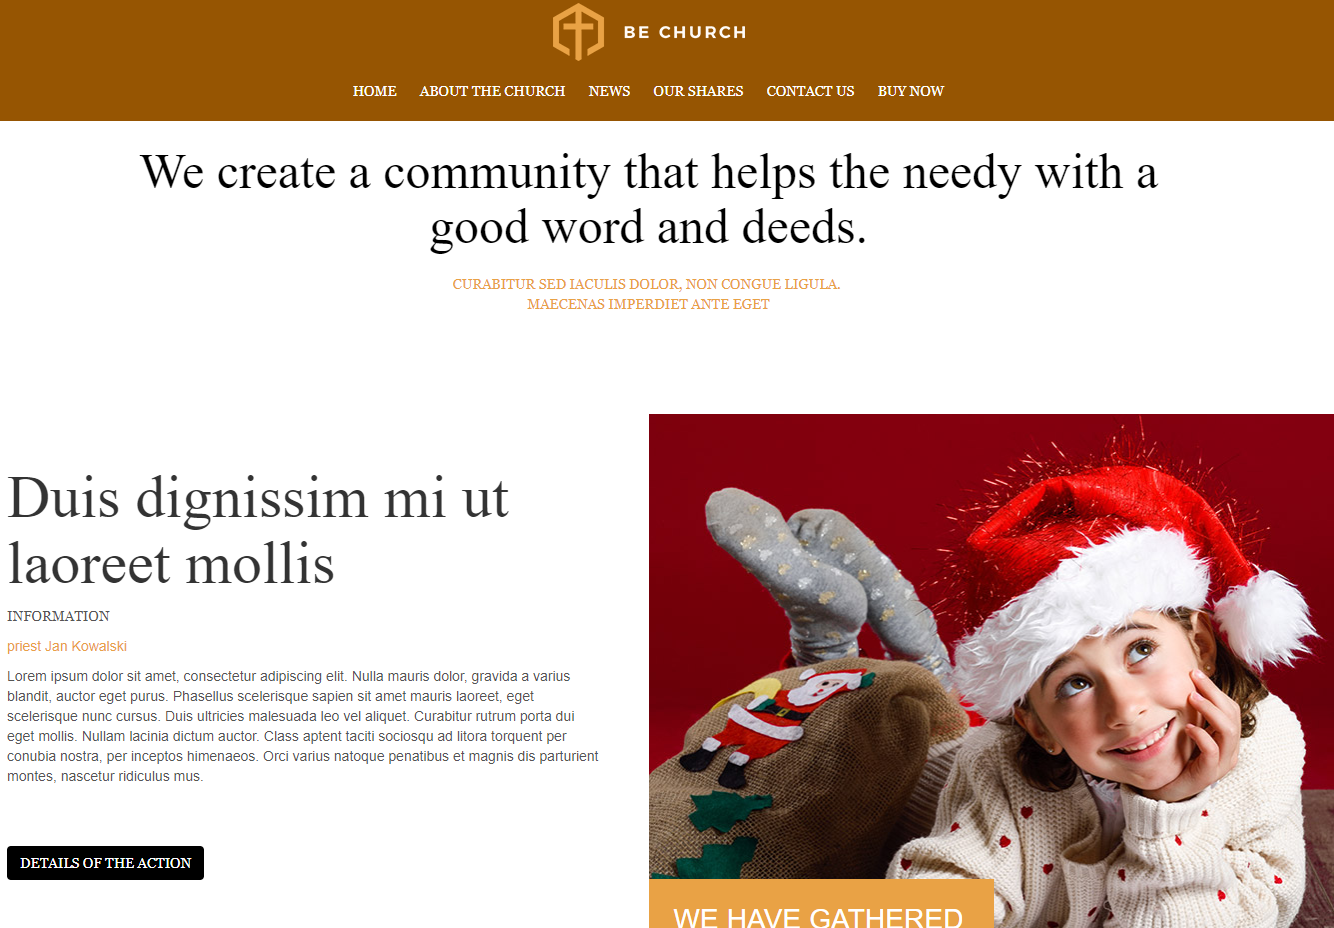 BE CHURCH
HOME ABOUT THE CHURCH NEWS OUR SHARES CONTACT US BUY NOW
We create a community that helps the needy with a
good word and deeds.
CURABITUR SED IACULIS DOLOR, NON CONGUE LIGULA.
MAECENAS IMPERDIET ANTE EGET
Duis dignissim mi ut
laoreet mollis
INFORMATION
priest Jan Kowalski
Lorem ipsum dolor sit amet, consectetur adipiscing elit. Nulla mauris dolor, gravida a varius
blandit, auctor eget purus. Phasellus scelerisque sapien sit amet mauris laoreet, eget
scelerisque nunc cursus. Duis ultricies malesuada leo vel aliquet. Curabitur rutrum porta dui
eget mollis. Nullam lacinia dictum auctor. Class aptent taciti sociosqu ad litora torquent per
conubia nostra, per inceptos himenaeos. Orci varius natoque penatibus et magnis dis parturient
montes, nascetur ridiculus mus.
DETAILS OF THE ACTION
WE HAVE GATHERED